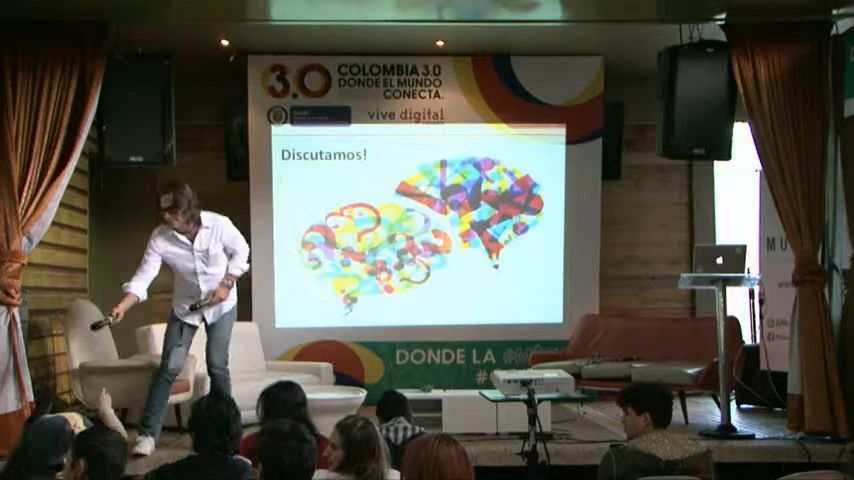 3.0
COLOMBIA 3.0
DONDE EL MUNDO
CONECTA.
vive digital
Discutamos!
DONDE LA